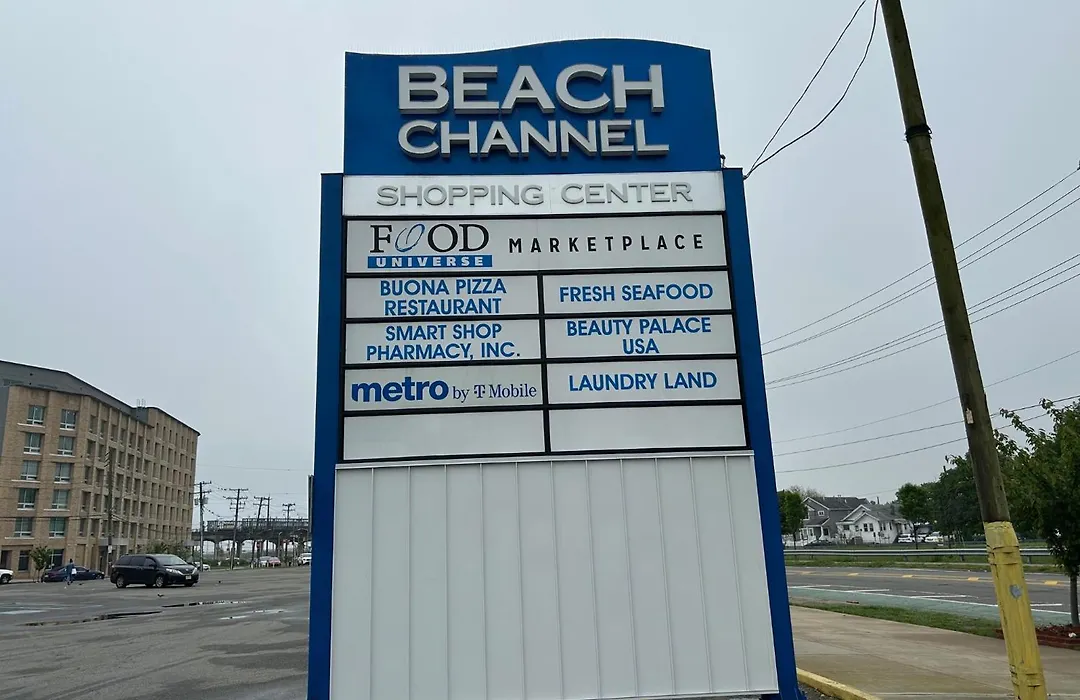 BEACH
CHANNEL
SHOPPING CENTER
FOOD MARKETPLACE
UNIVERSE
BUONA PIZZA
RESTAURANT
FRESH SEAFOOD
SMART SHOP
PHARMACY, INC.
BEAUTY PALACE
USA
metro by T Mobile
LAUNDRY LAND